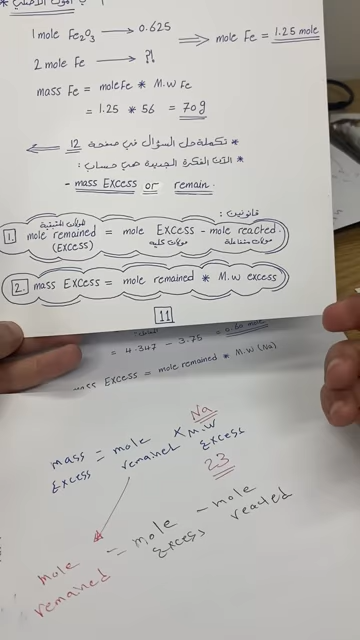 1 mole Fe₂O₃ → 0.625
⇒ mole Fe = 1.25 mole
2 mole Fe → ?!
mass Fe = mole Fe * M.W Fe
= 1.25 * 56 = 70g
* تكملة حل السؤال في صفحة 12 ←
* الآن الفكرة الجديدة هي حساب :
- mass EXcess or remain.
قانونين :
1. mole remained = mole EXcess - mole reacted.
(EXCESS)
مولات كلية
مولات متفاعلة
2. mass EXcess = mole remained * M.W excess
11
= 4.347 - 3.75 =
mass EXcess = mole remained * M.W (Na)
Na
mass = mole × M.W
Excess remained excess
23
mole = mole - mole
remained Excess reacted